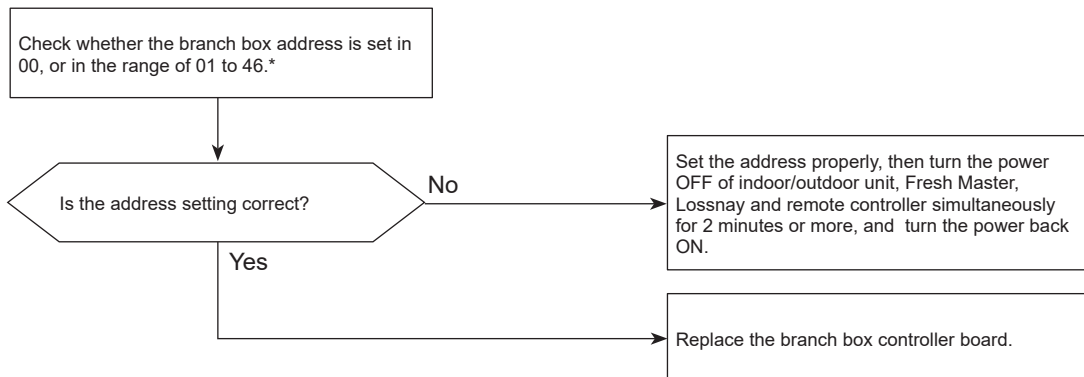 Check whether the branch box address is set in
00, or in the range of 01 to 46.*
Is the address setting correct?
No
Set the address properly, then turn the power
OFF of indoor/outdoor unit, Fresh Master,
Lossnay and remote controller simultaneously
for 2 minutes or more, and  turn the power back
ON.
Yes
Replace the branch box controller board.